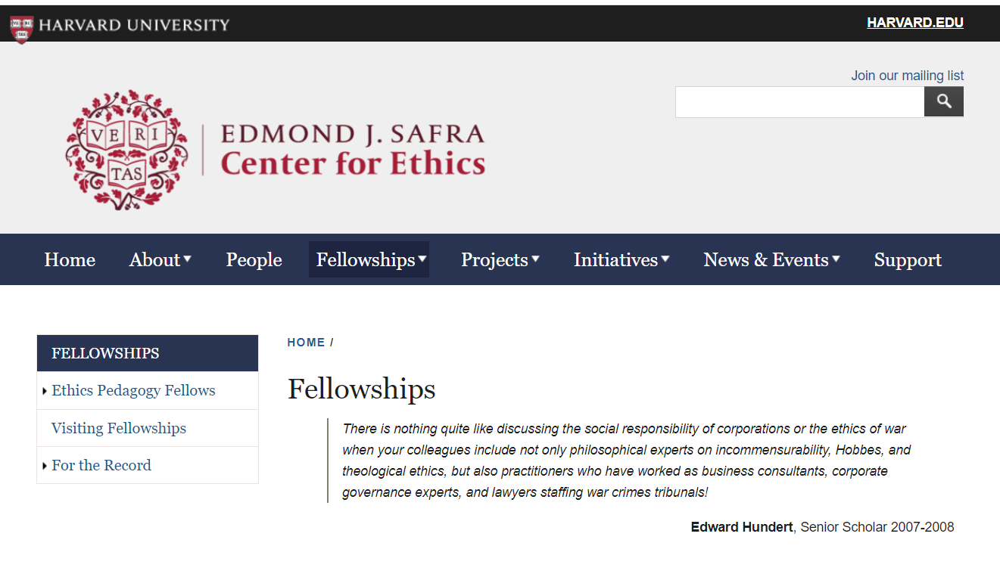 VE RI TAS HARVARD UNIVERSITY
HARVARD.EDU
Join our mailing list
VE RI
TAS
EDMOND J. SAFRA
Center for Ethics
Home About People Fellowships Projects Initiatives News & Events Support
FELLOWSHIPS
Ethics Pedagogy Fellows
Visiting Fellowships
For the Record
HOME /
Fellowships
There is nothing quite like discussing the social responsibility of corporations or the ethics of war
when your colleagues include not only philosophical experts on incommensurability, Hobbes, and
theological ethics, but also practitioners who have worked as business consultants, corporate
governance experts, and lawyers staffing war crimes tribunals!
Edward Hundert, Senior Scholar 2007-2008